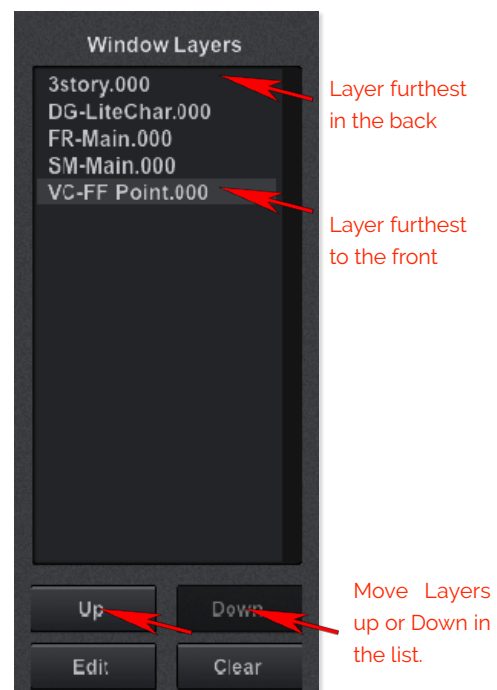 Window Layers
3story.000
DG-LiteChar.000
FR-Main.000
SM-Main.000
VC-FF Point.000
Layer furthest
in the back
Layer furthest
to the front
Up
Down
Edit
Clear
Move Layers
up or Down in
the list.